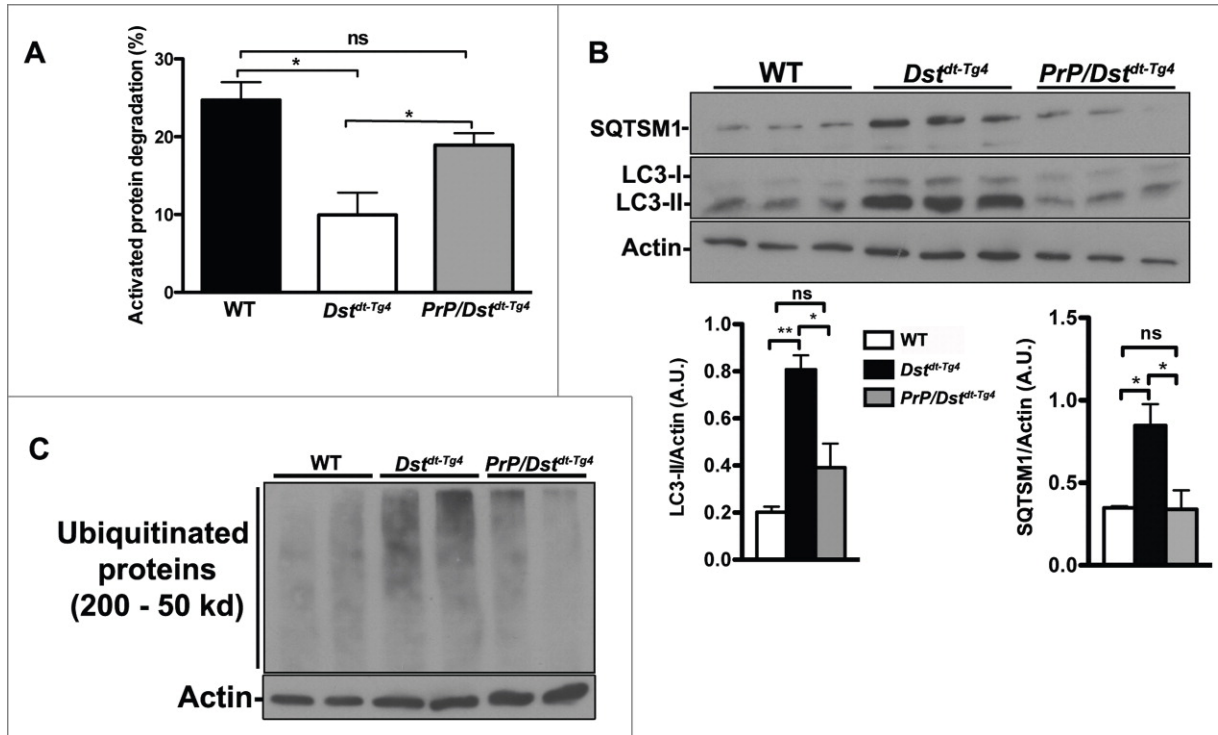 A
Activated protein degradation (%)
30
20
10
0
ns
*
*
WT
Dstdt-Tg4
PrP/Dstdt-Tg4
B
WT
Dstdt-Tg4
PrP/Dstdt-Tg4
SQTSM1-
LC3-I
LC3-II
Actin-
LC3-II/Actin (A.U.)
1.0
0.8
0.6
0.4
0.2
0.0
ns
**
*
WT
Dstdt-Tg4
PrP/Dstdt-Tg4
SQTSM1/Actin (A.U.)
1.5
1.0
0.5
0.0
ns
*
*
C
WT
Dstdt-Tg4
PrP/Dstdt-Tg4
Ubiquitinated
proteins
(200 - 50 kd)
Actin-